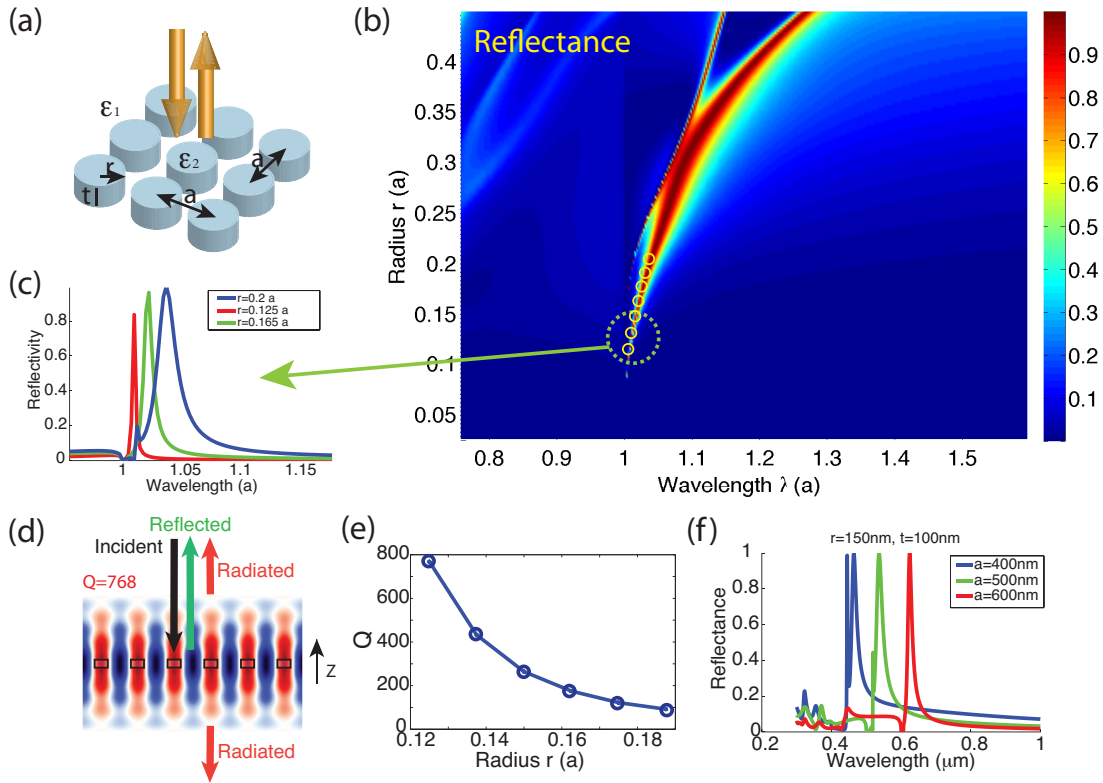 (a)
ε1
ε2
r
t
a
a
(b)
Reflectance
0.4
0.35
0.3
0.25
0.2
0.15
0.1
0.05
Radius r (a)
0.8
0.9
1
1.1
1.2
1.3
1.4
1.5
Wavelength λ (a)
0.9
0.8
0.7
0.6
0.5
0.4
0.3
0.2
0.1
(c)
r=0.2 a
r=0.125 a
r=0.165 a
0.8
0.6
0.4
0.2
0
Reflectivity
1
1.05
1.1
1.15
Wavelength (a)
(d)
Reflected
Incident
Radiated
Q=768
Z
Radiated
(e)
800
600
400
200
0
Q
0.12
0.14
0.16
0.18
Radius r (a)
(f)
r=150nm, t=100nm
a=400nm
a=500nm
a=600nm
1
0.8
0.6
0.4
0.2
0
Reflectance
0.2
0.4
0.6
0.8
1
Wavelength (μm)